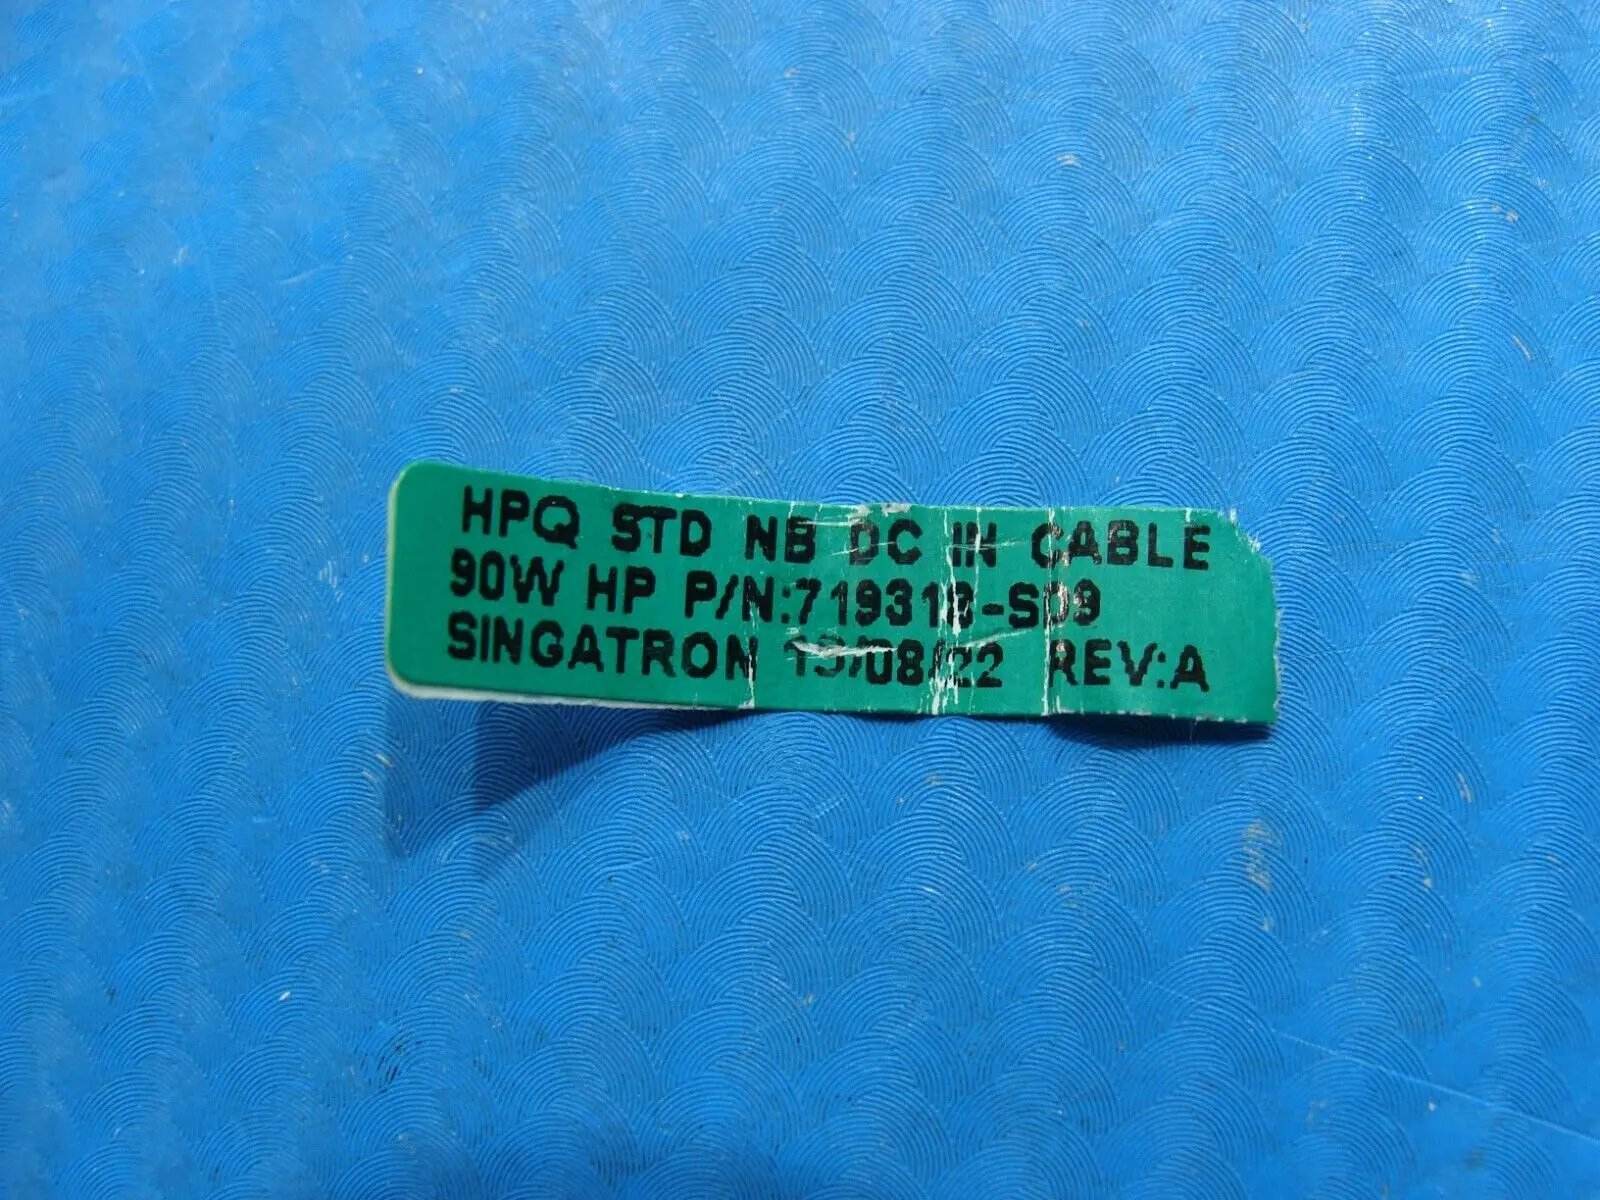 HPQ STD NB DC IN CABLE
90W HP P/N:719318-SD9
SINGATRON REV:A